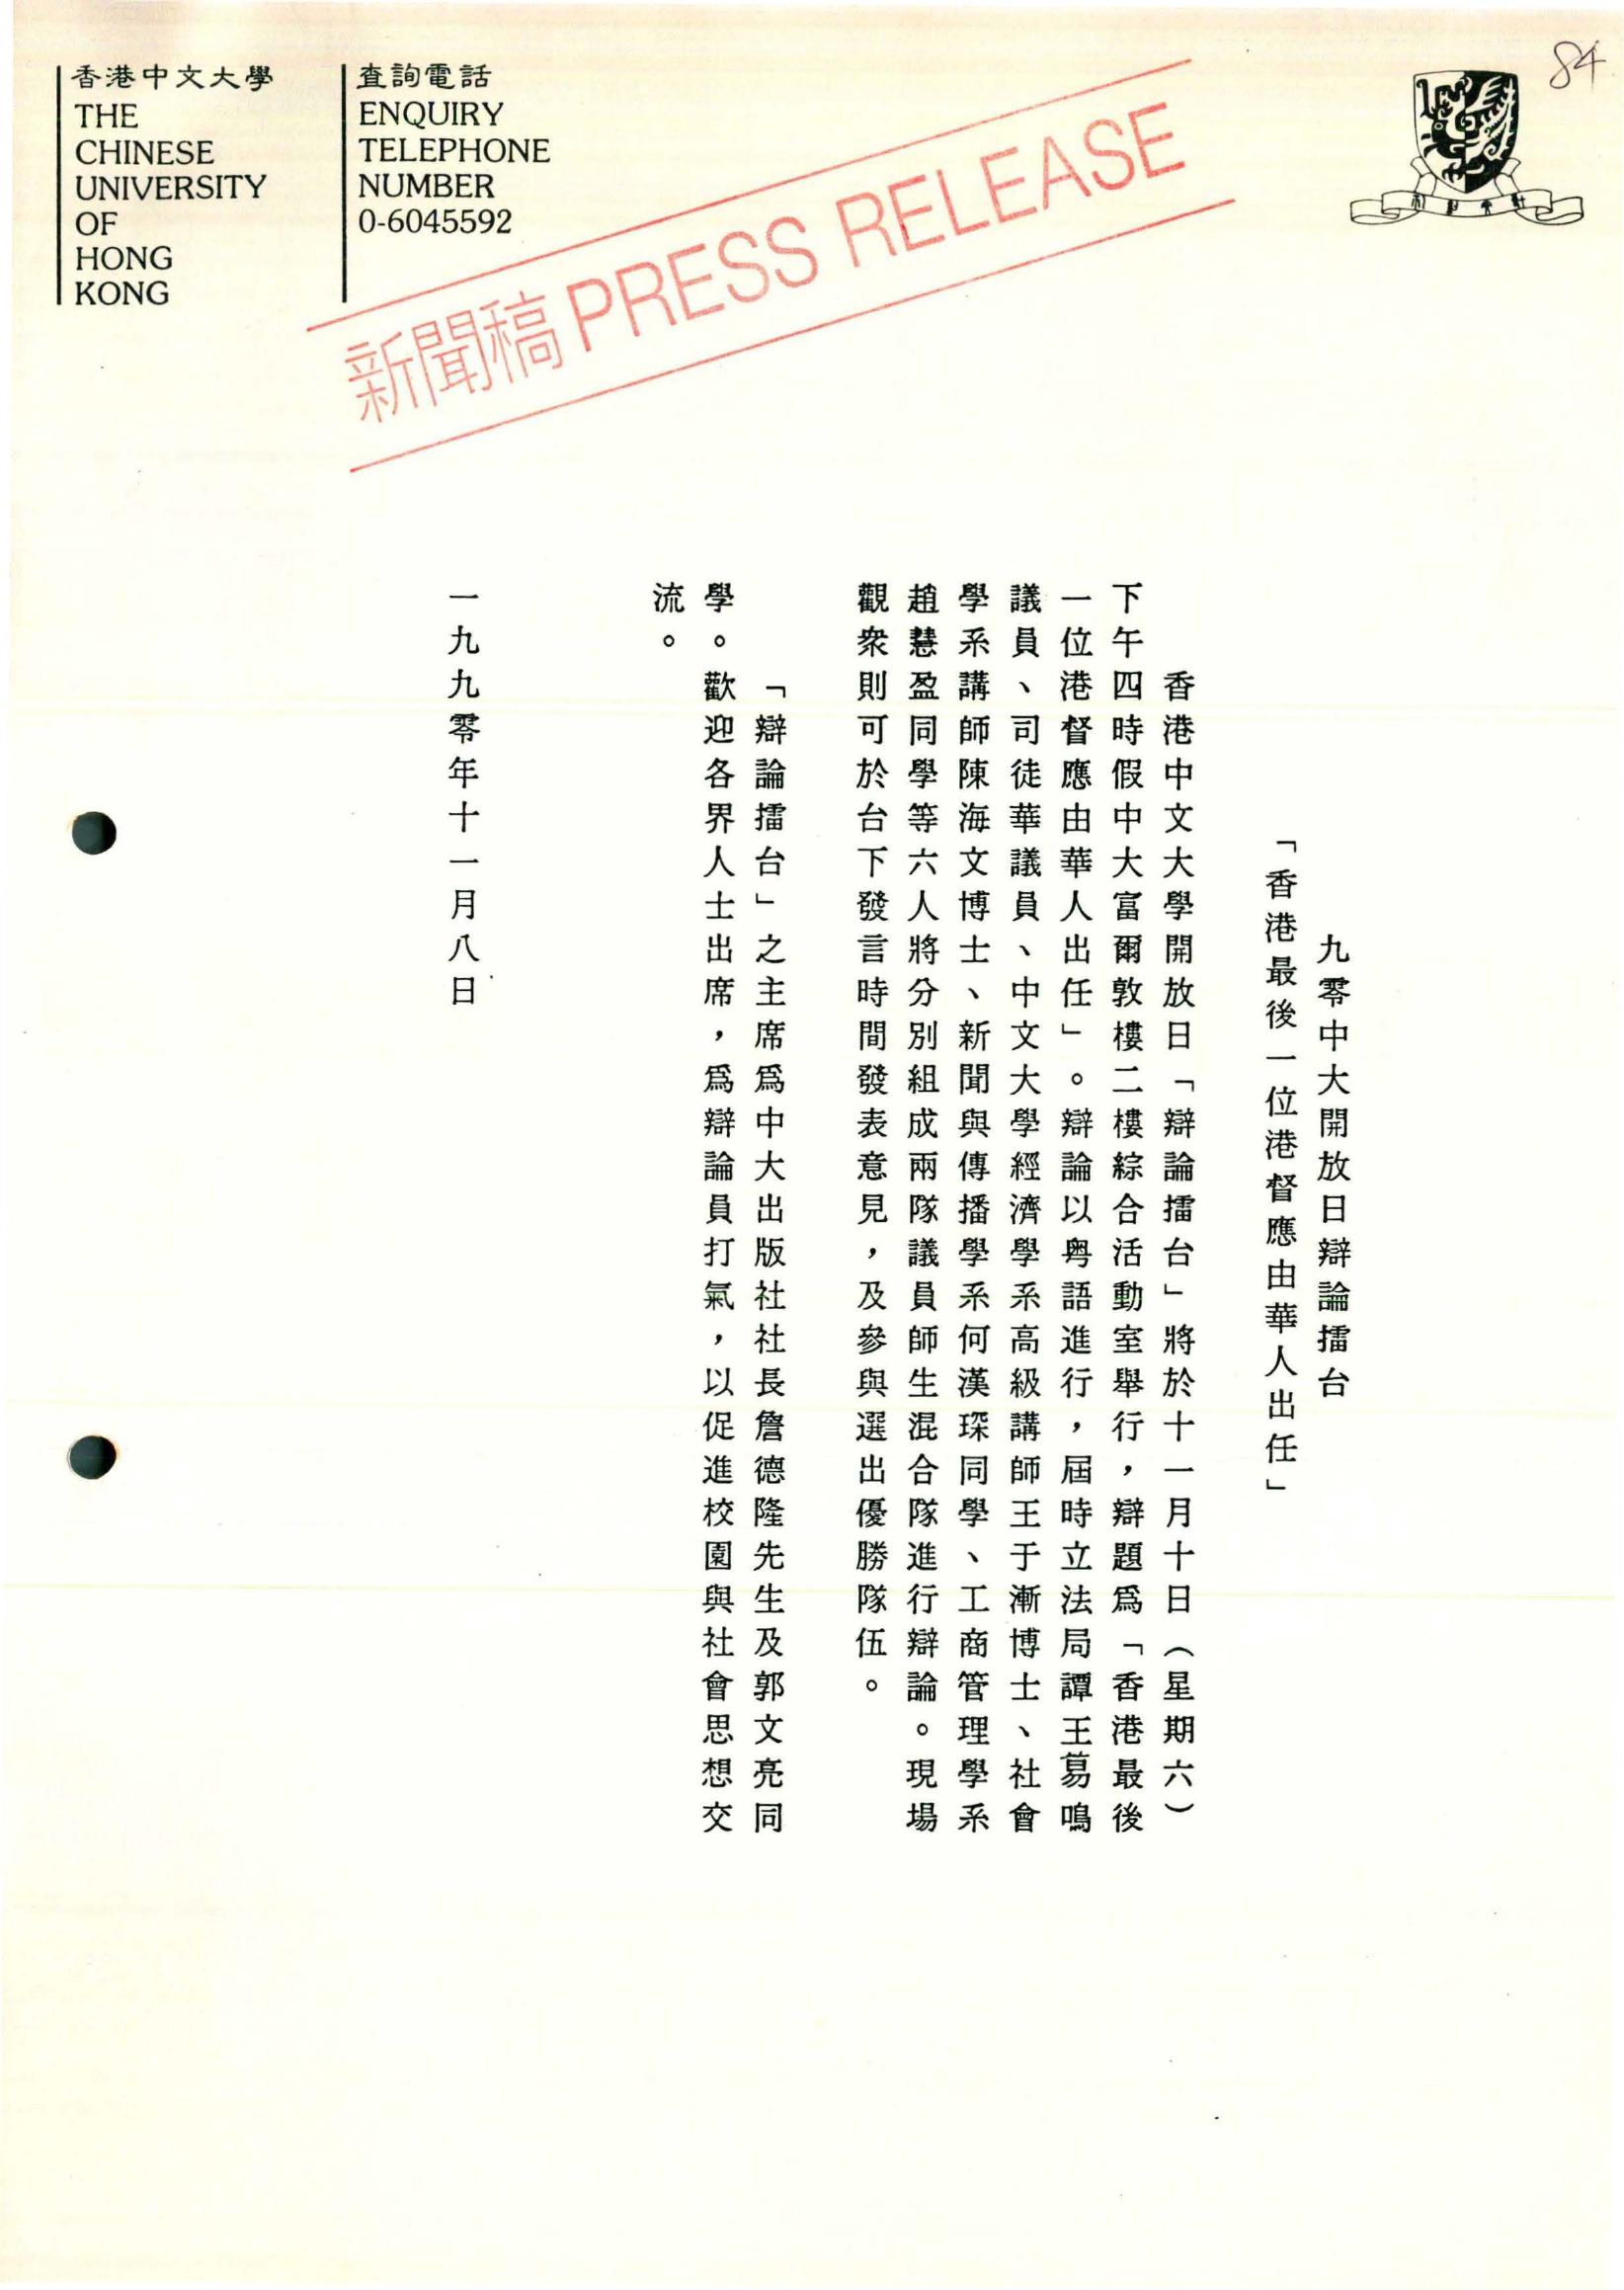 香港中文大學
THE
CHINESE
UNIVERSITY
OF
HONG
KONG
查詢電話
ENQUIRY
TELEPHONE
NUMBER
0-6045592
84
新聞稿 PRESS RELEASE
九零中大開放日辯論擂台
「香港最後一位港督應由華人出任」
香港中文大學開放日「辯論擂台」將於十一月十日（星期六）
下午四時假中大富爾敦樓二樓綜合活動室舉行，辯題爲「香港最後
一位港督應由華人出任」。辯論以粵語進行，屆時立法局譚王葛鳴
議員、司徒華議員、中文大學經濟學系高級講師王于漸博士、社會
學系講師陳海文博士、新聞與傳播學系何漢琛同學、工商管理學系
趙慧盈同學等六人將分別組成兩隊議員師生混合隊進行辯論。現場
觀衆則可於台下發言時間發表意見，及參與選出優勝隊伍。
「辯論擂台」之主席爲中大出版社社長詹德隆先生及郭文亮同
學。歡迎各界人士出席，爲辯論員打氣，以促進校園與社會思想交
流。
一九九零年十一月八日